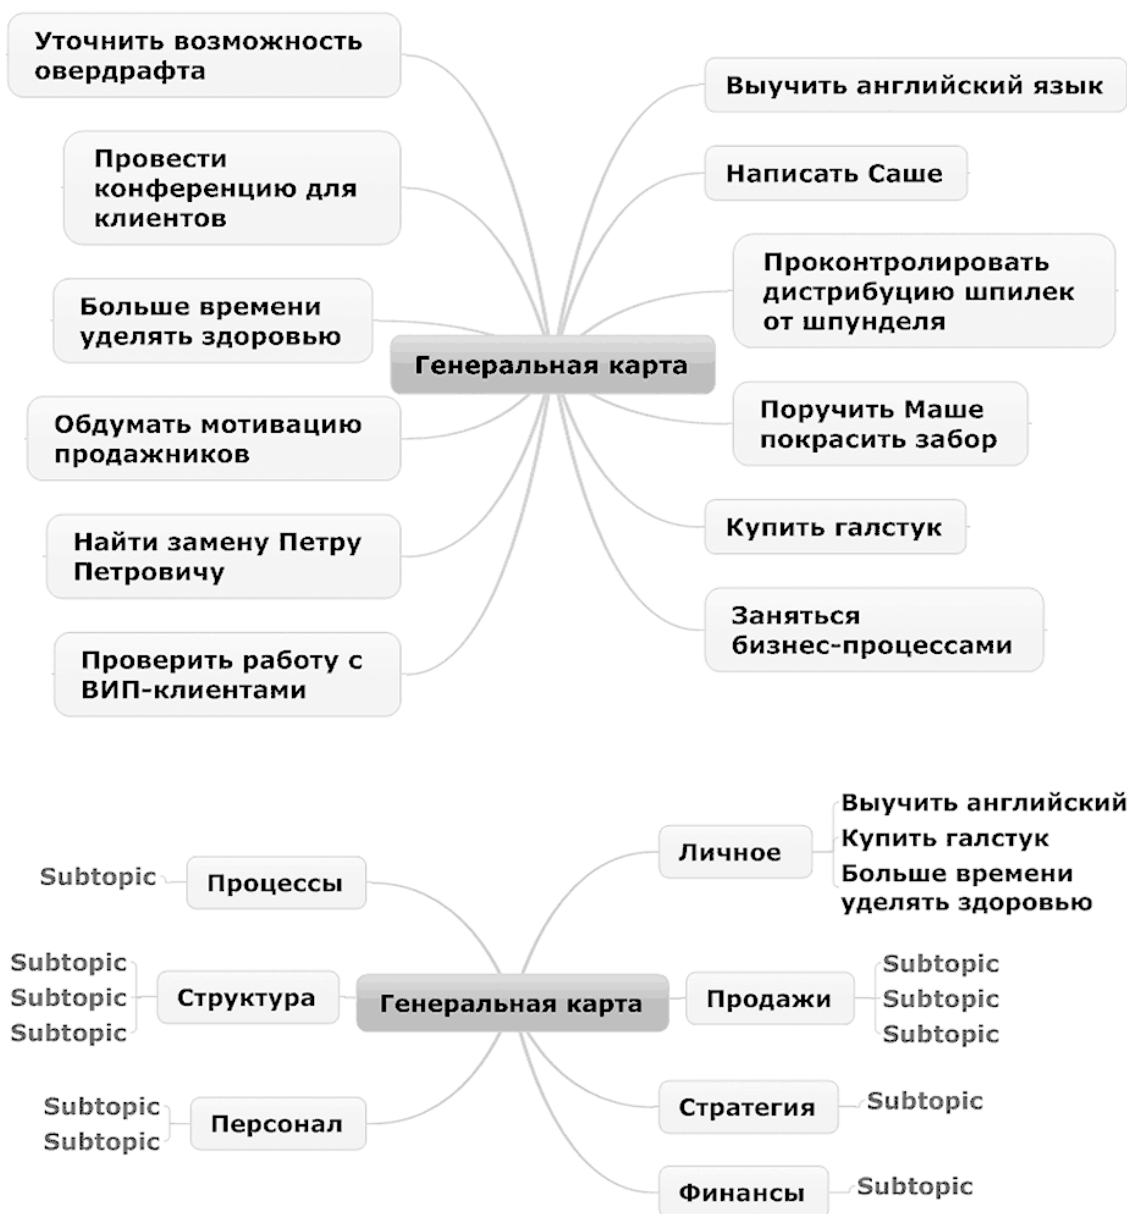 Уточнить возможность
овердрафта
Провести
конференцию для
клиентов
Больше времени
уделять здоровью
Обдумать мотивацию
продажников
Найти замену Петру
Петровичу
Проверить работу с
ВИП-клиентами
Генеральная карта
Выучить английский язык
Написать Саше
Проконтролировать
дистрибуцию шпилек
от шпунделя
Поручить Маше
покрасить забор
Купить галстук
Заняться
бизнес-процессами
Subtopic
Процессы
Subtopic
Subtopic
Subtopic
Структура
Subtopic
Subtopic
Персонал
Генеральная карта
Личное
Выучить английский
Купить галстук
Больше времени
уделять здоровью
Продажи
Subtopic
Subtopic
Subtopic
Стратегия
Subtopic
Финансы
Subtopic